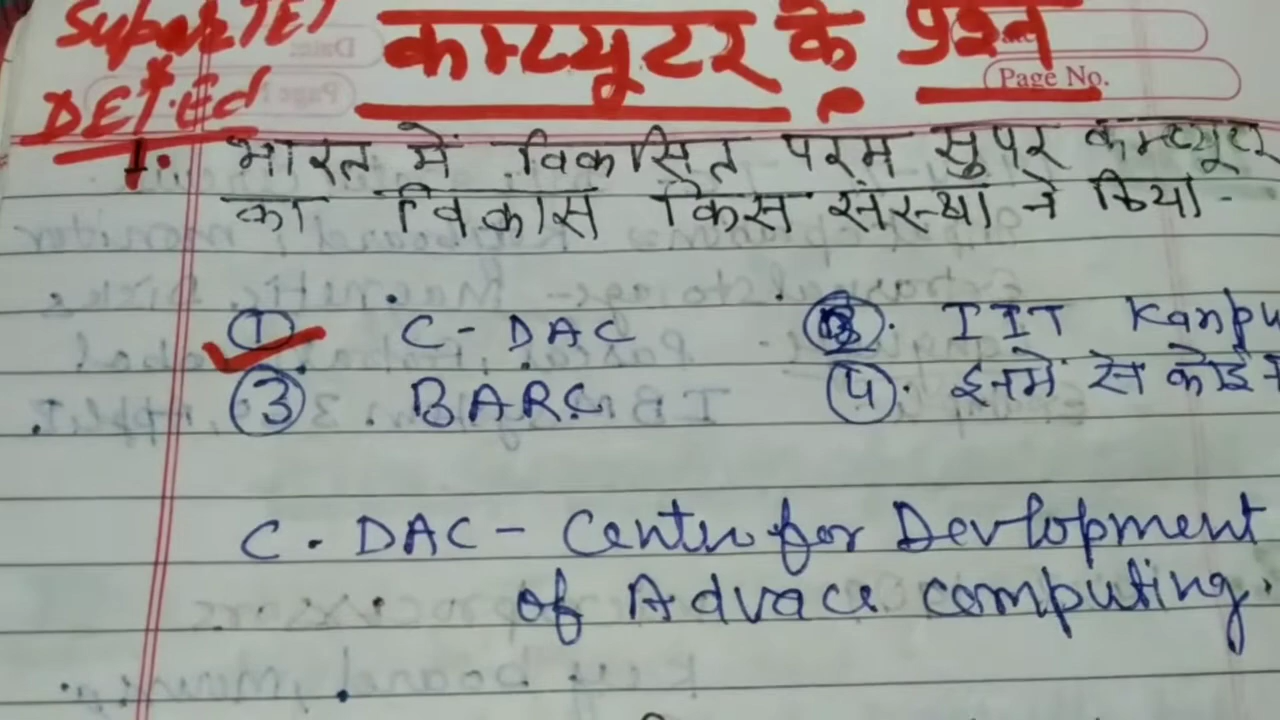 Super TET कम्प्यूटर के प्रश्न
Page No.
DET.Ed
1. भारत में विकसित परम सुपर कम्प्यूटर
का विकास किस संस्था ने किया -
① C-DAC ②. IIT Kanpu
③ BARC ④. इनमें से कोई
C. DAC - Center for Devlopment
of Advace computing.